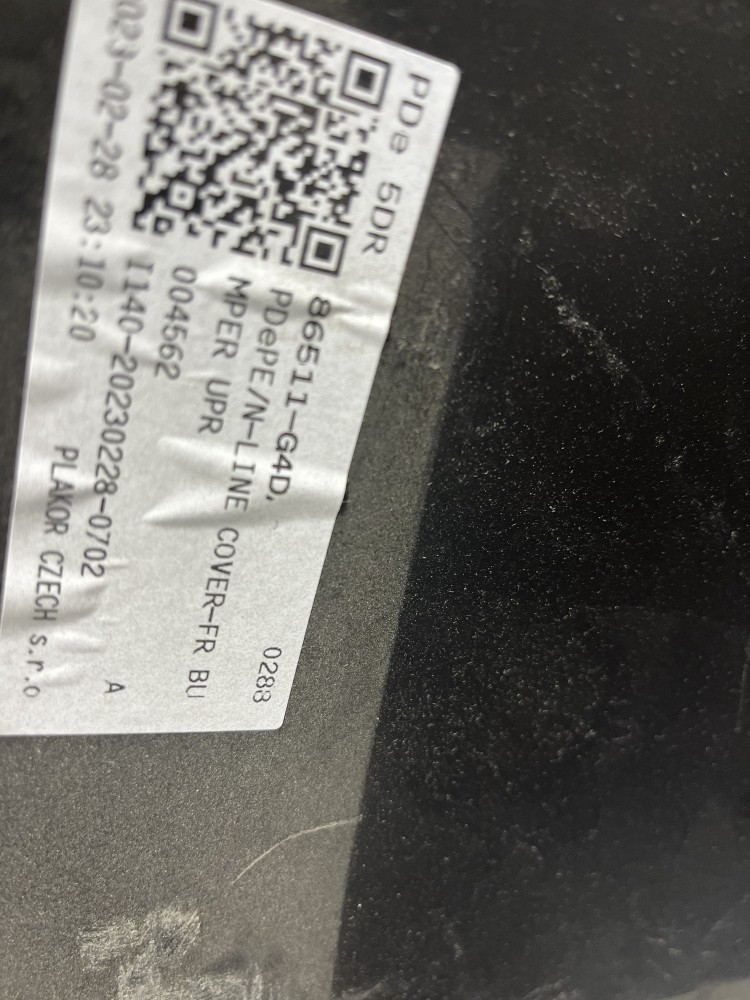 PDe 5DR
86511-G4D,
PDePE/N-LINE COVER-FR BU
MPER UPR
0288
004562
I140-20230228-0702 A
023-02-28 23:10:20
PLAKOR CZECH s.r.o